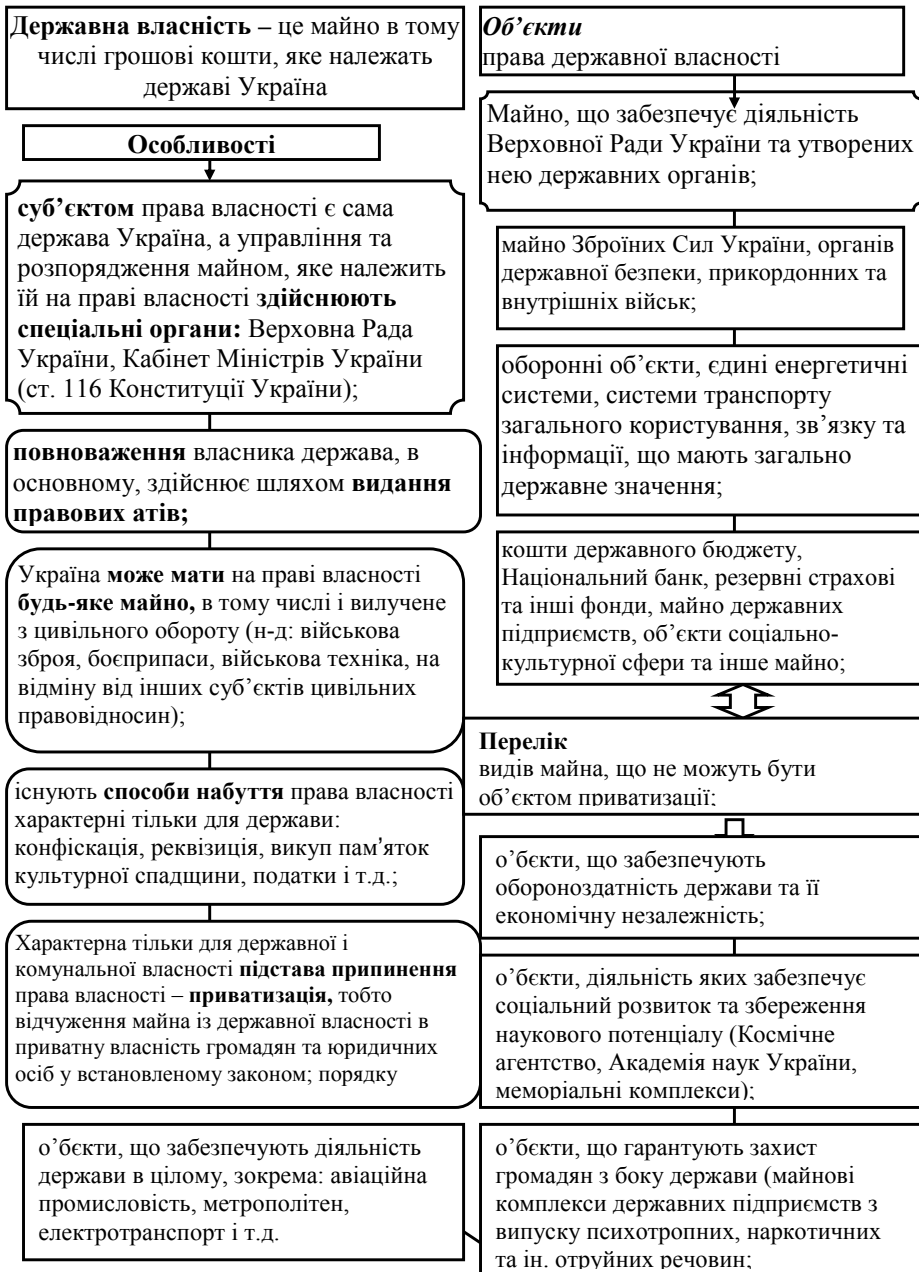 Державна власність – це майно в тому
числі грошові кошти, яке належать
державі Україна
Особливості
суб’єктом права власності є сама
держава Україна, а управління та
розпорядження майном, яке належить
їй на праві власності здійснюють
спеціальні органи: Верховна Рада
України, Кабінет Міністрів України
(ст. 116 Конституції України);
повноваження власника держава, в
основному, здійснює шляхом видання
правових атів;
Україна може мати на праві власності
будь-яке майно, в тому числі і вилучене
з цивільного обороту (н-д: військова
зброя, боєприпаси, військова техніка, на
відміну від інших суб’єктів цивільних
правовідносин);
існують способи набуття права власності
характерні тільки для держави:
конфіскація, реквізиція, викуп пам’яток
культурної спадщини, податки і т.д.;
Характерна тільки для державної і
комунальної власності підстава припинення
права власності – приватизація, тобто
відчуження майна із державної власності в
приватну власність громадян та юридичних
осіб у встановленому законом; порядку
Об’єкти
права державної власності
Майно, що забезпечує діяльність
Верховної Ради України та утворених
нею державних органів;
майно Зброїних Сил України, органів
державної безпеки, прикордонних та
внутрішніх військ;
оборонні об’єкти, єдині енергетичні
системи, системи транспорту
загального користування, зв’язку та
інформації, що мають загально
державне значення;
кошти державного бюджету,
Національний банк, резервні страхові
та інші фонди, майно державних
підприємств, об’єкти соціально-
культурної сфери та інше майно;
Перелік
видів майна, що не можуть бути
об’єктом приватизації;
о’бєкти, що забезпечують
обороноздатність держави та її
економічну незалежність;
о’бєкти, діяльність яких забезпечує
соціальний розвиток та збереження
наукового потенціалу (Космічне
агентство, Академія наук України,
меморіальні комплекси);
о’бєкти, що гарантують захист
громадян з боку держави (майнові
комплекси державних підприємств з
випуску психотропних, наркотичних
та ін. отруйних речовин;
о’бєкти, що забезпечують діяльність
держави в цілому, зокрема: авіаційна
промисловість, метрополітен,
електротранспорт і т.д.